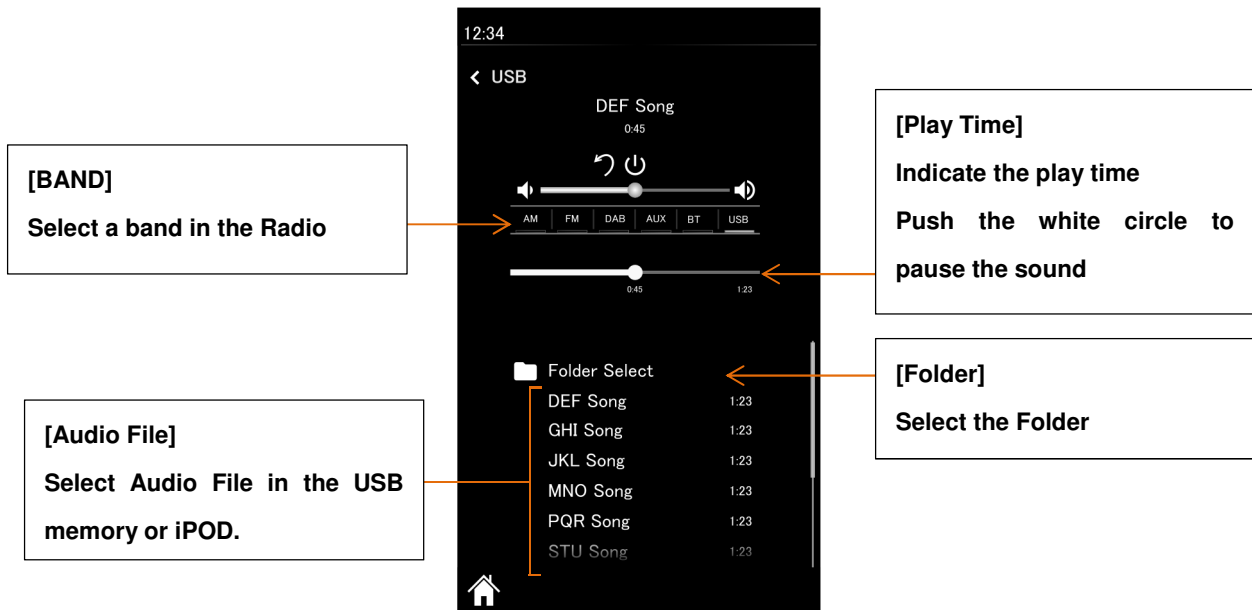 12:34
USB
DEF Song
0:45
AM FM DAB AUX BT USB
0:45 1:23
Folder Select
DEF Song 1:23
GHI Song 1:23
JKL Song 1:23
MNO Song 1:23
PQR Song 1:23
STU Song 1:23
[BAND]
Select a band in the Radio
[Audio File]
Select Audio File in the USB
memory or iPOD.
[Play Time]
Indicate the play time
Push the white circle to
pause the sound
[Folder]
Select the Folder